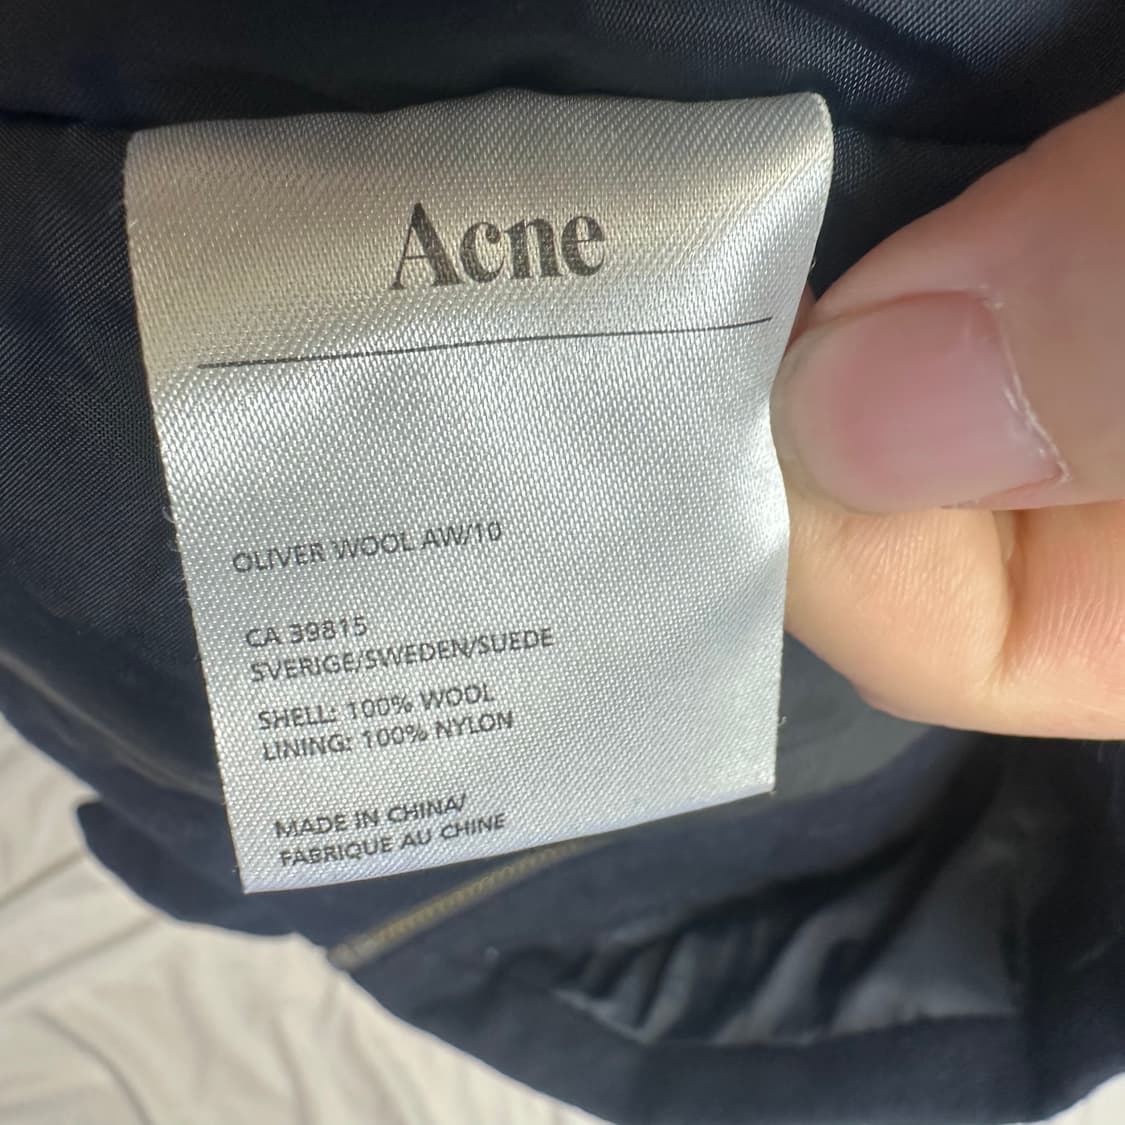 Acne
OLIVER WOOL AW/10
CA 39815
SVERIGE/SWEDEN/SUEDE
SHELL: 100% WOOL
LINING: 100% NYLON
MADE IN CHINA/
FABRIQUE AU CHINE